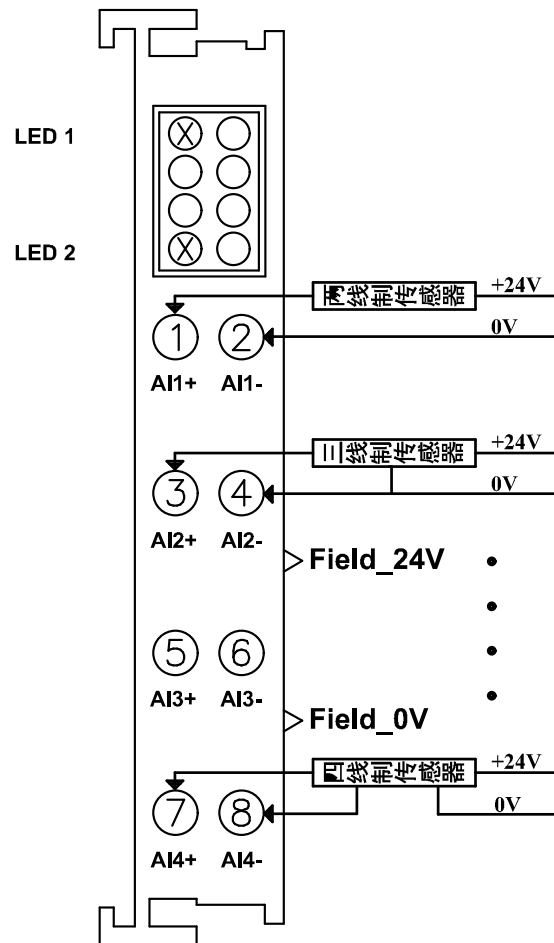 LED 1
LED 2
两线制传感器 +24V
① ② 0V
AI1+ AI1-
三线制传感器 +24V
③ ④ 0V
AI2+ AI2-
Field_24V
⑤ ⑥
AI3+ AI3-
Field_0V
四线制传感器 +24V
⑦ ⑧ 0V
AI4+ AI4-